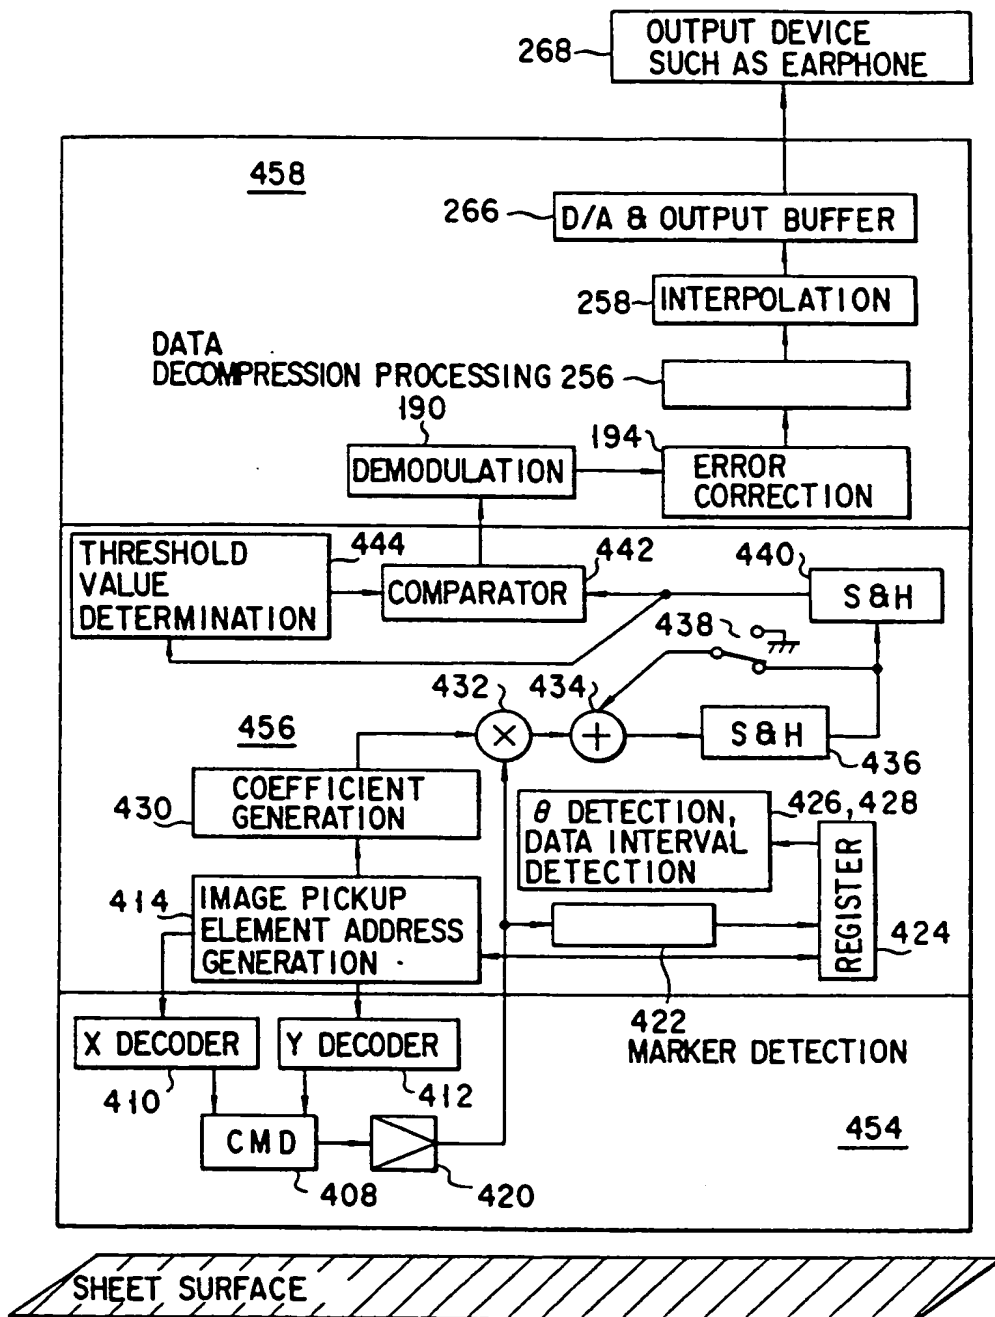 OUTPUT DEVICE
SUCH AS EARPHONE
268
458
266
D/A & OUTPUT BUFFER
258
INTERPOLATION
DATA
DECOMPRESSION PROCESSING 256
190
194
DEMODULATION
ERROR
CORRECTION
THRESHOLD
VALUE
DETERMINATION
444
442
440
COMPARATOR
S&H
438
432
434
456
S&H
436
COEFFICIENT
GENERATION
430
θ DETECTION,
DATA INTERVAL
DETECTION
426,428
REGISTER
424
414
IMAGE PICKUP
ELEMENT ADDRESS
GENERATION
422
MARKER DETECTION
X DECODER
Y DECODER
410
412
CMD
408
420
454
SHEET SURFACE